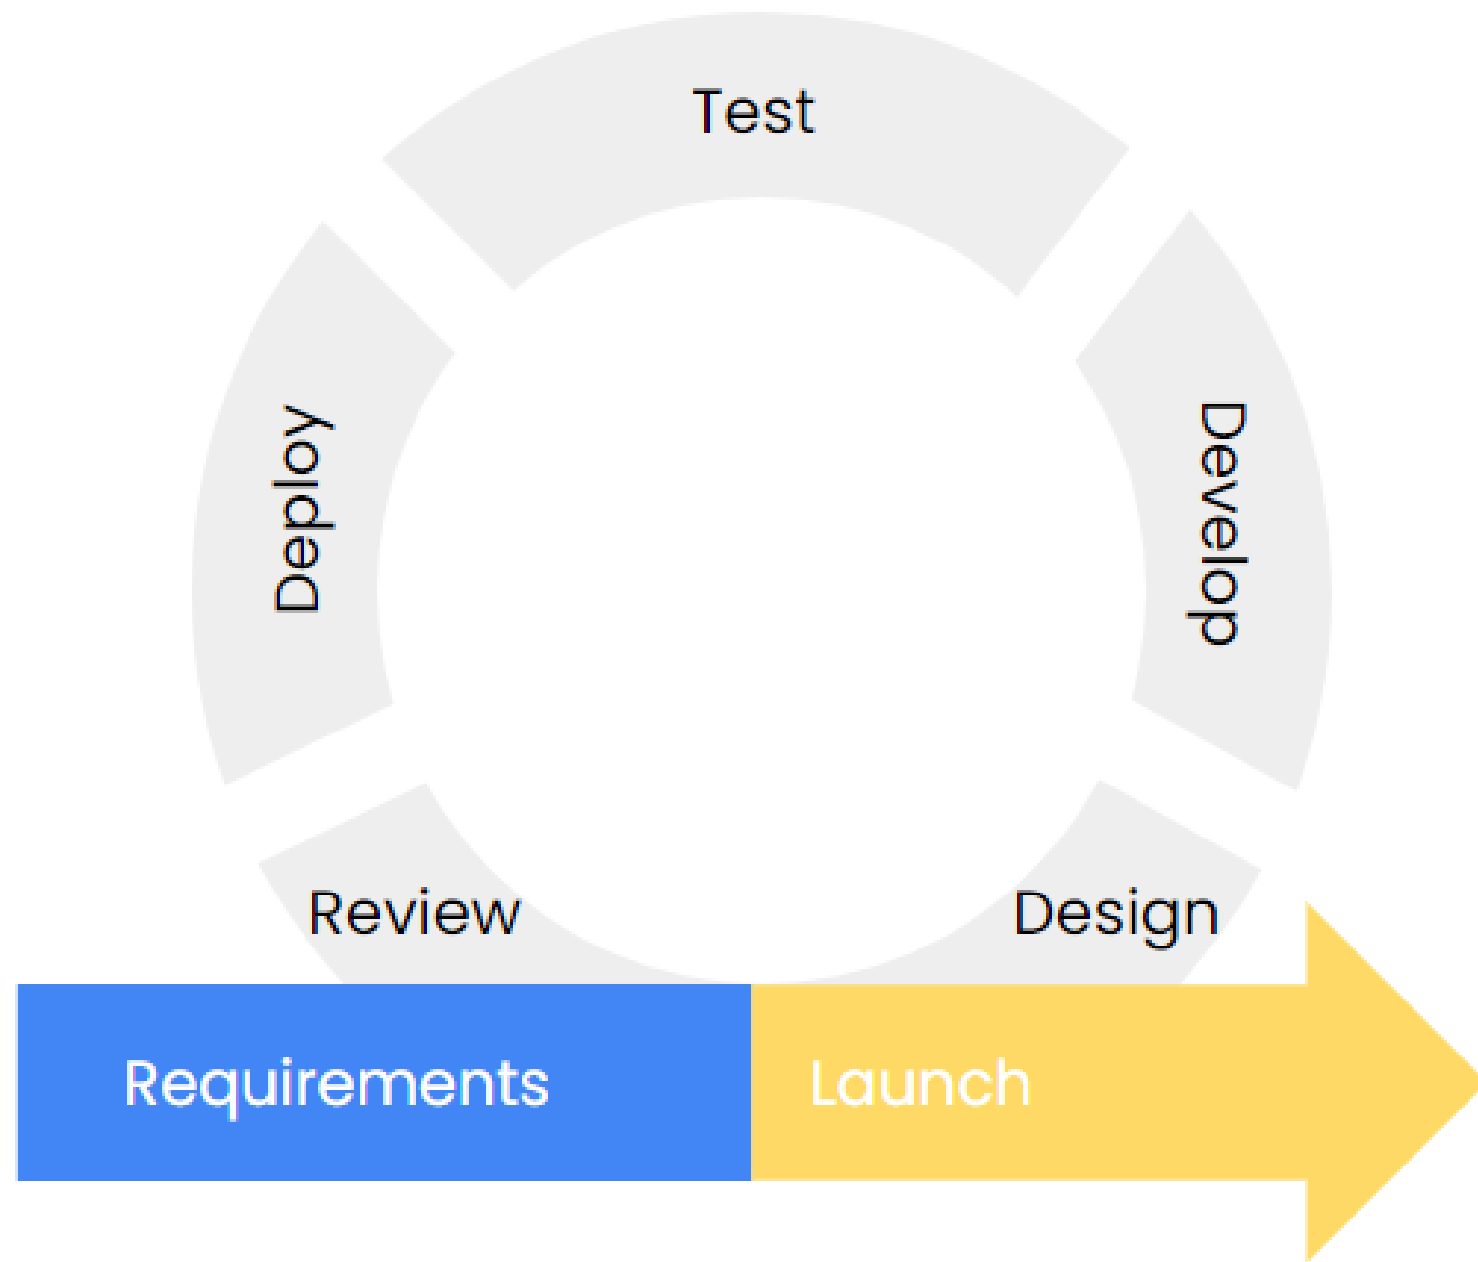 Test
Deploy
Develop
Review
Design
Requirements
Launch